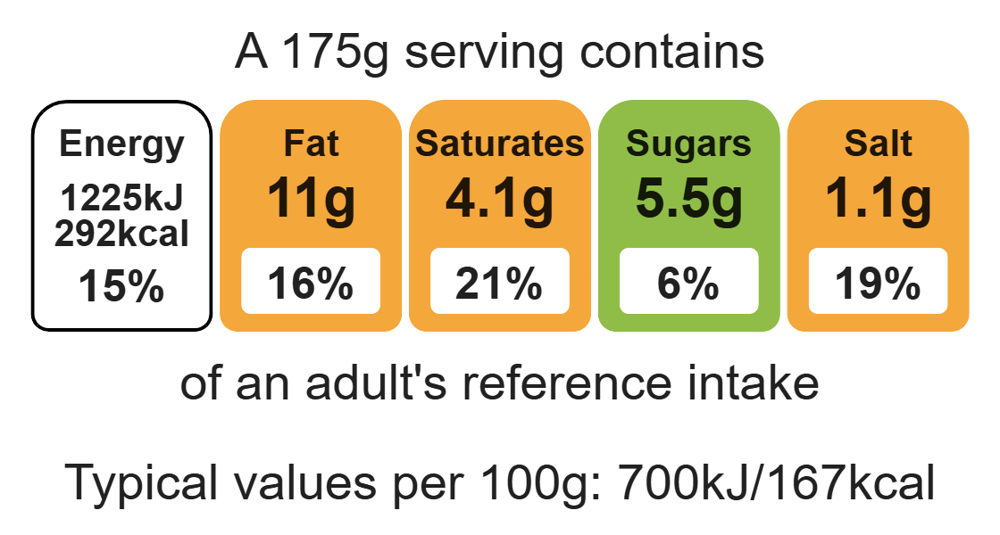 A 175g serving contains
Energy
1225kJ
292kcal
15%
Fat
11g
16%
Saturates
4.1g
21%
Sugars
5.5g
6%
Salt
1.1g
19%
of an adult's reference intake
Typical values per 100g: 700kJ/167kcal